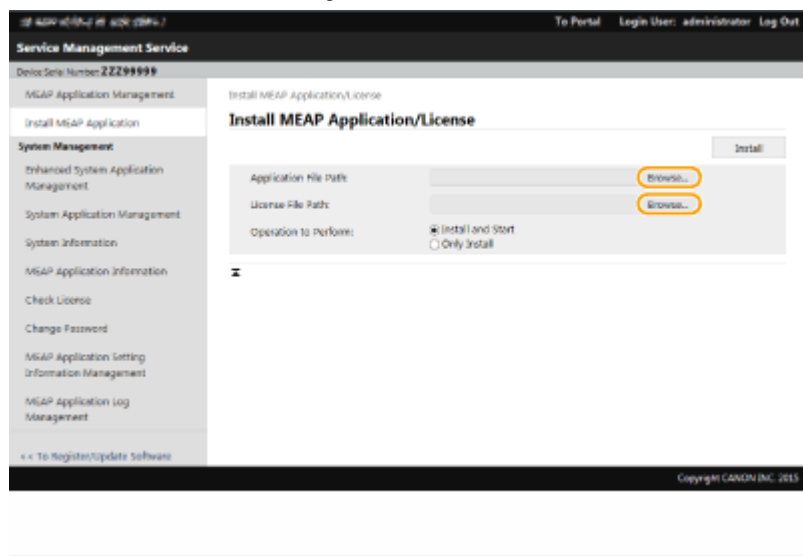 To Portal Login User: administrator Log Out
Service Management Service
Device Serial Number: ZZZ99999
MEAP Application Management
Install MEAP Application
System Management
Enhanced System Application
Management
System Application Management
System Information
MEAP Application Information
Check License
Change Password
MEAP Application Setting
Information Management
MEAP Application Log
Management
<< To Register/Update Software
Install MEAP Application/License
Install MEAP Application/License
Install
Application File Path:
Browse...
License File Path:
Browse...
Operation to Perform:
Install and Start
Only Install
Copyright CANON INC. 2015